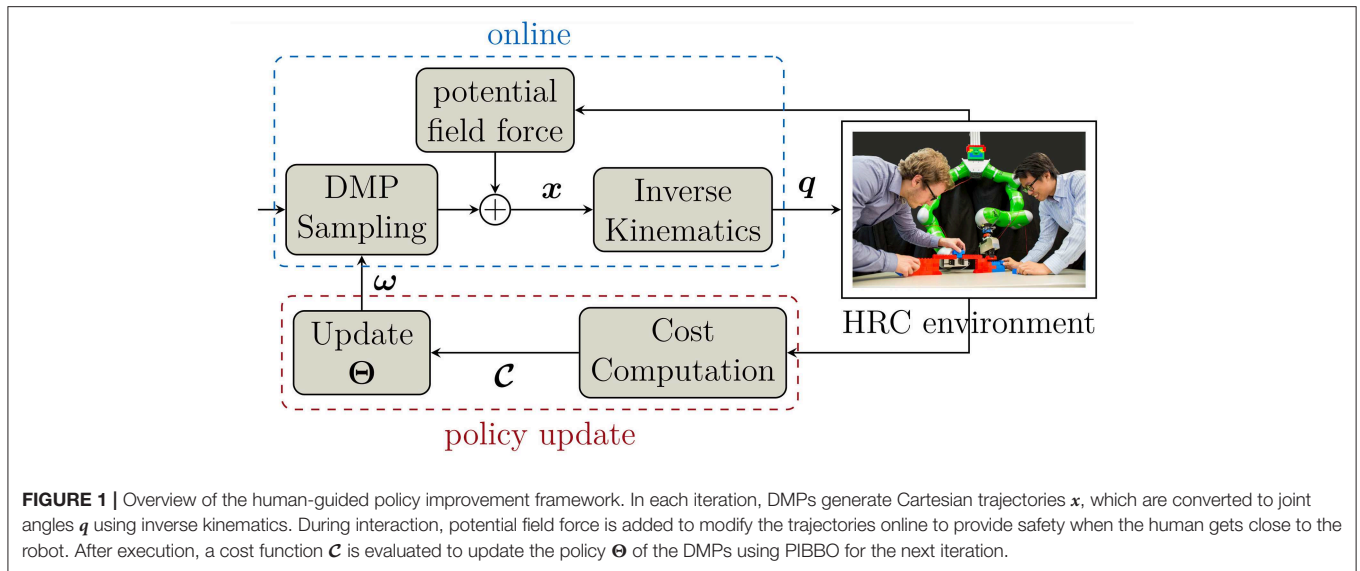 online
potential
field force
DMP
Sampling
+
x
Inverse
Kinematics
q
ω
Update
Θ
C
Cost
Computation
HRC environment
policy update
FIGURE 1 | Overview of the human-guided policy improvement framework. In each iteration, DMPs generate Cartesian trajectories x, which are converted to joint
angles q using inverse kinematics. During interaction, potential field force is added to modify the trajectories online to provide safety when the human gets close to the
robot. After execution, a cost function C is evaluated to update the policy Θ of the DMPs using PIBBO for the next iteration.